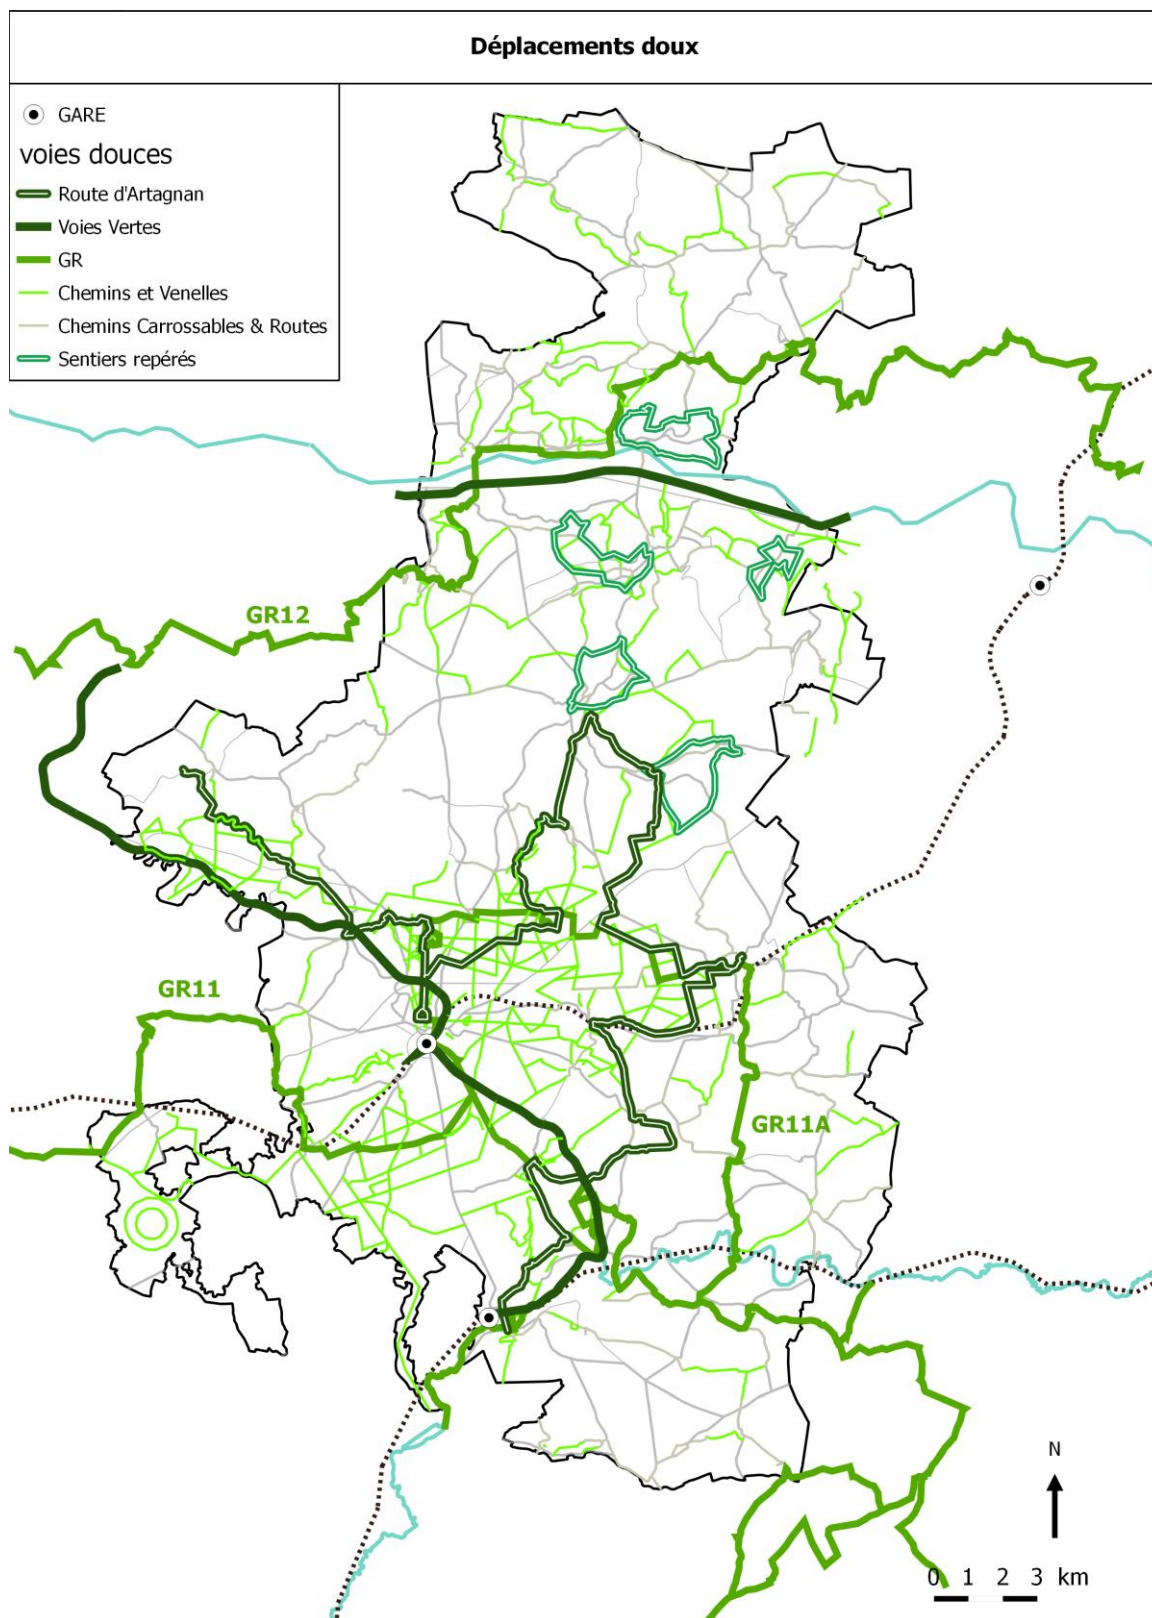 Déplacements doux
GARE
voies douces
Route d'Artagnan
Voies Vertes
GR
Chemins et Venelles
Chemins Carrossables & Routes
Sentiers repérés
GR12
GR11
GR11A
N
0 1 2 3 km